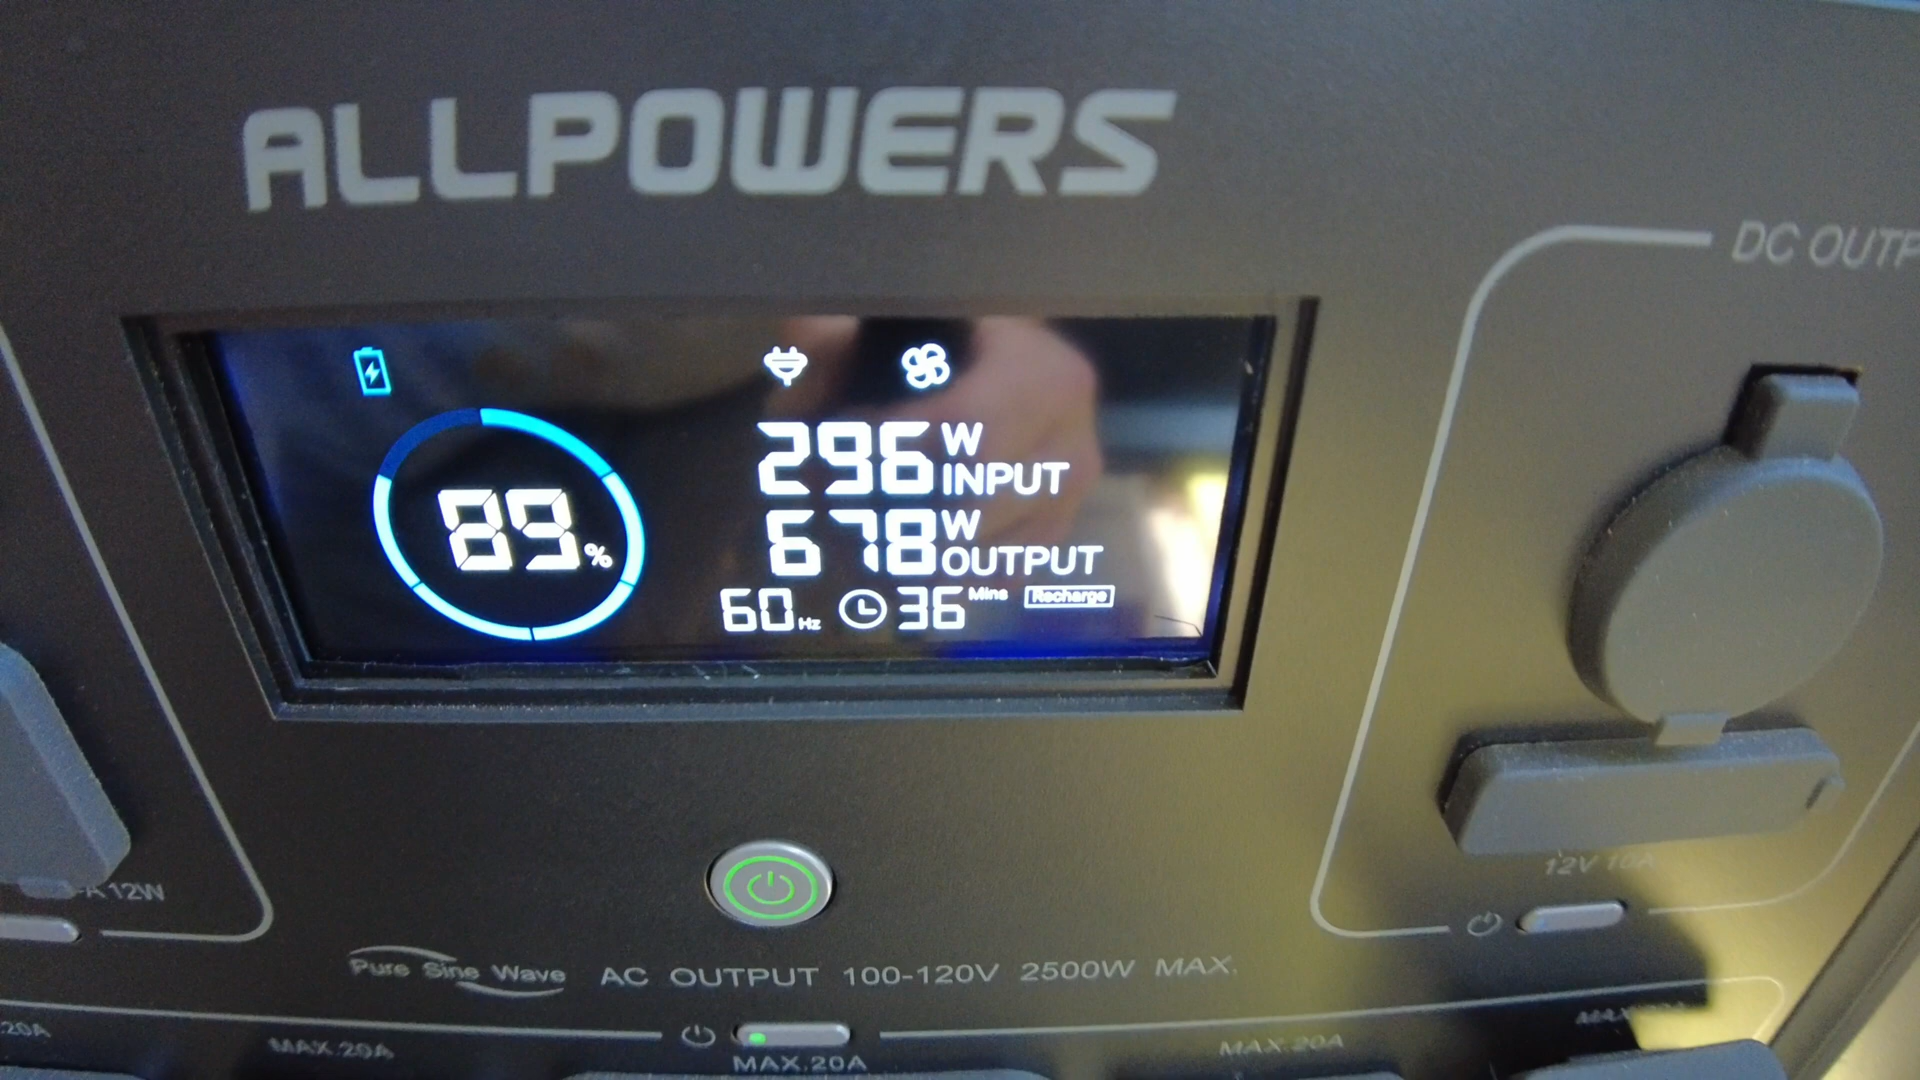 ALLPOWERS
DC OUTP
296 W INPUT
678 W OUTPUT
89 %
60 Hz 36 Mins Recharge
12V 10A
A 12W
Pure Sine Wave AC OUTPUT 100-120V 2500W MAX.
.20A
MAX.20A
MAX.20A
MAX.20A